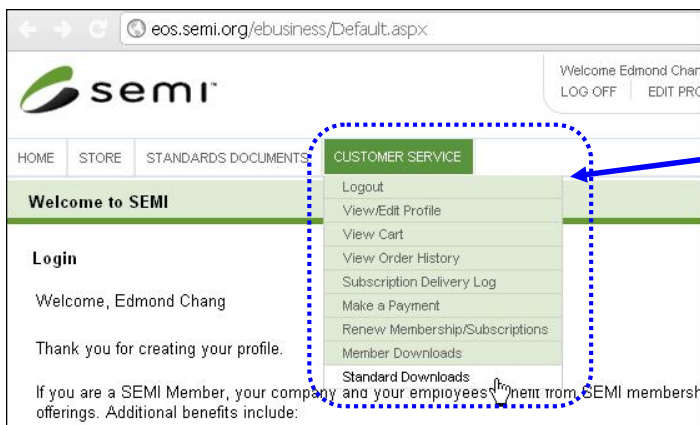 eos.semi.org/ebusiness/Default.aspx
semi™
Welcome Edmond
LOG OFF EDIT
HOME STORE STANDARDS DOCUMENTS CUSTOMER SERVICE
Welcome to SEMI
Logout
View/Edit Profile
View Cart
View Order History
Subscription Delivery Log
Make a Payment
Renew Membership/Subscriptions
Member Downloads
Standard Downloads
Login
Welcome, Edmond Chang
Thank you for creating your profile.
If you are a SEMI Member, your company and your employees from SEMI
offerings. Additional benefits include: